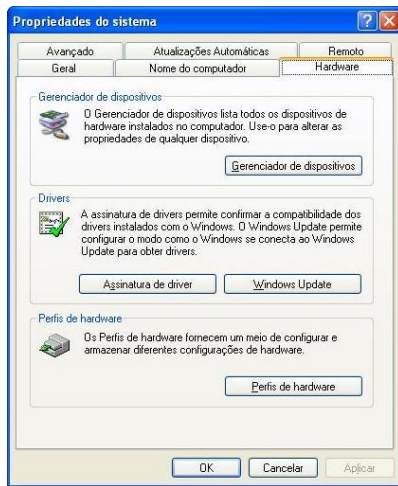 Propriedades do sistema
Avançado Atualizações Automáticas Remoto
Geral Nome do computador Hardware
Gerenciador de dispositivos
O Gerenciador de dispositivos lista todos os dispositivos de
hardware instalados no computador. Use-o para alterar as
propriedades de qualquer dispositivo.
Gerenciador de dispositivos
Drivers
A assinatura de drivers permite confirmar a compatibilidade dos
drivers instalados com o Windows. O Windows Update permite
configurar o modo como o Windows se conecta ao Windows
Update para obter drivers.
Assinatura de driver Windows Update
Perfis de hardware
Os Perfis de hardware fornecem um meio de configurar e
armazenar diferentes configurações de hardware.
Perfis de hardware
OK Cancelar Aplicar